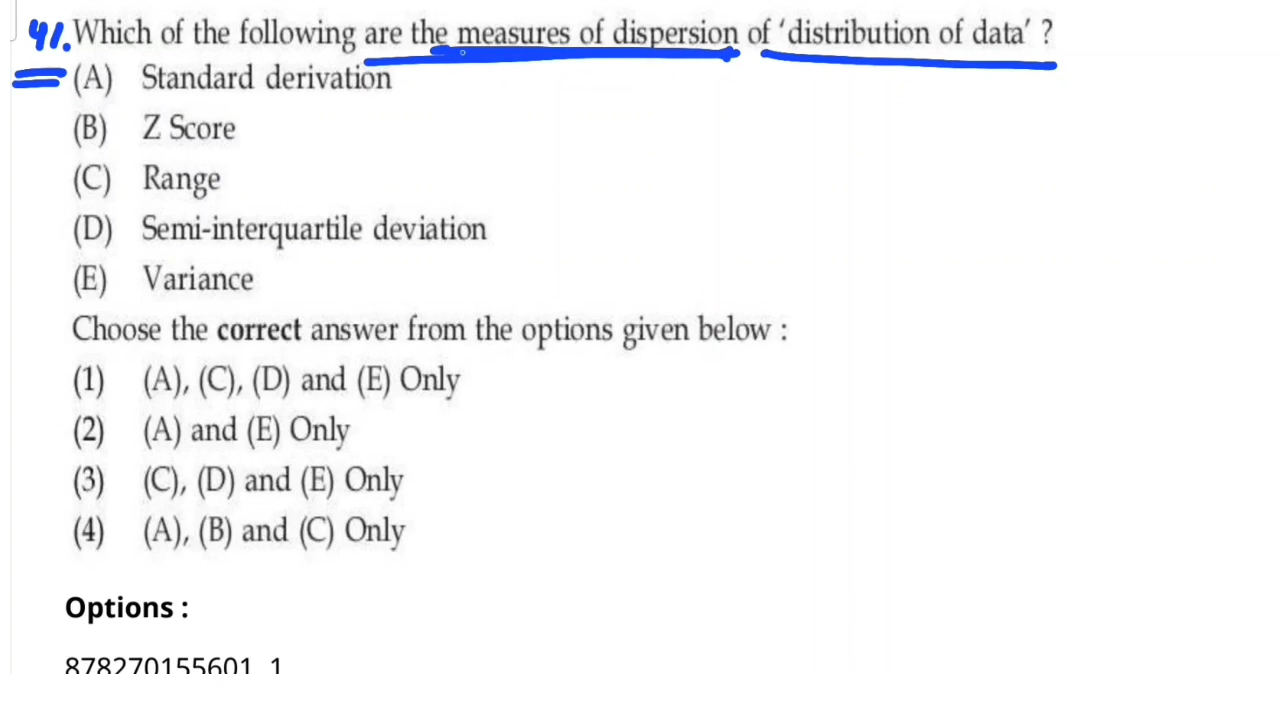 41. Which of the following are the measures of dispersion of 'distribution of data' ?
(A) Standard derivation
(B) Z Score
(C) Range
(D) Semi-interquartile deviation
(E) Variance
Choose the correct answer from the options given below :
(1) (A), (C), (D) and (E) Only
(2) (A) and (E) Only
(3) (C), (D) and (E) Only
(4) (A), (B) and (C) Only
Options :
878270155601 1